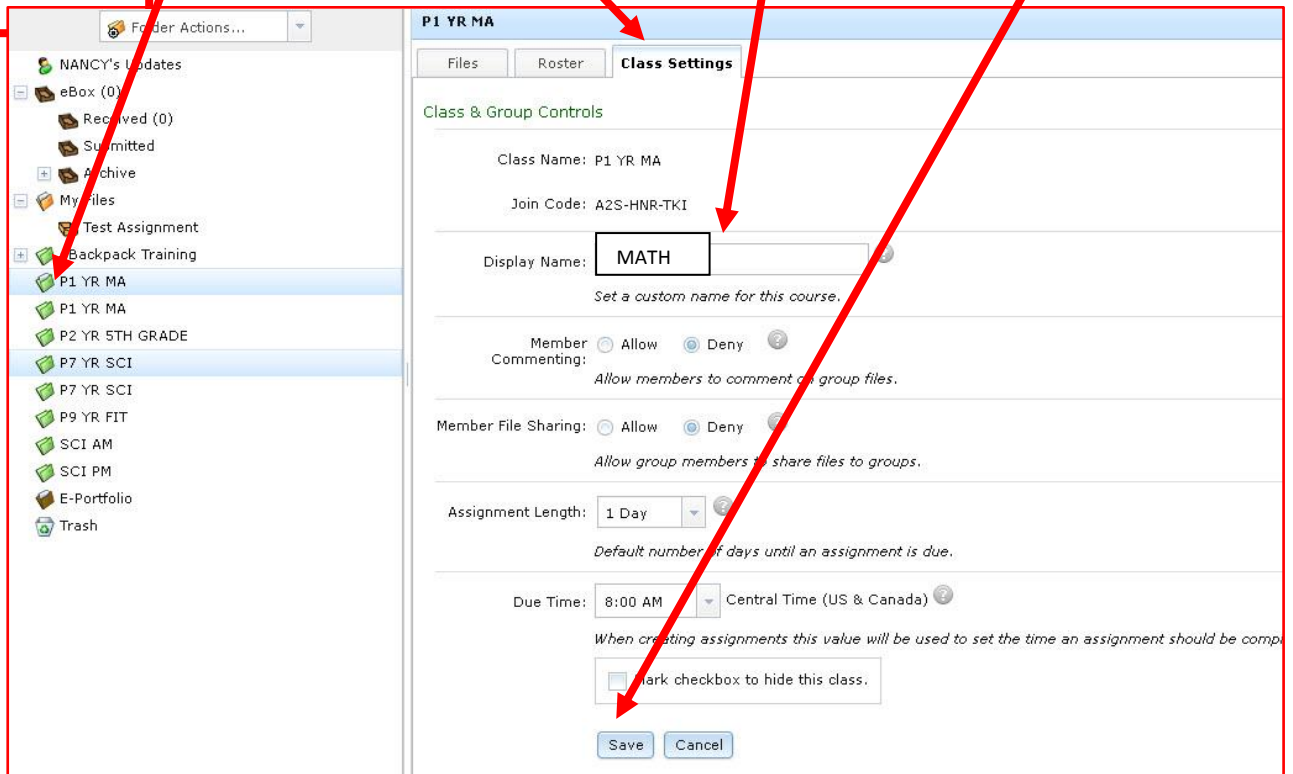 Folder Actions...
NANCY's Updates
eBox (0)
Received (0)
Submitted
Archive
My Files
Test Assignment
Backpack Training
P1 YR MA
P1 YR MA
P2 YR 5TH GRADE
P7 YR SCI
P7 YR SCI
P9 YR FIT
SCI AM
SCI PM
E-Portfolio
Trash
P1 YR MA
Files Roster Class Settings
Class & Group Controls
Class Name: P1 YR MA
Join Code: A2S-HNR-TKI
Display Name: MATH
Set a custom name for this course.
Member Commenting: Allow Deny
Allow members to comment on group files.
Member File Sharing: Allow Deny
Allow group members to share files to groups.
Assignment Length: 1 Day
Default number of days until an assignment is due.
Due Time: 8:00 AM Central Time (US & Canada)
When creating assignments this value will be used to set the time an assignment should be compl
Mark checkbox to hide this class.
Save Cancel